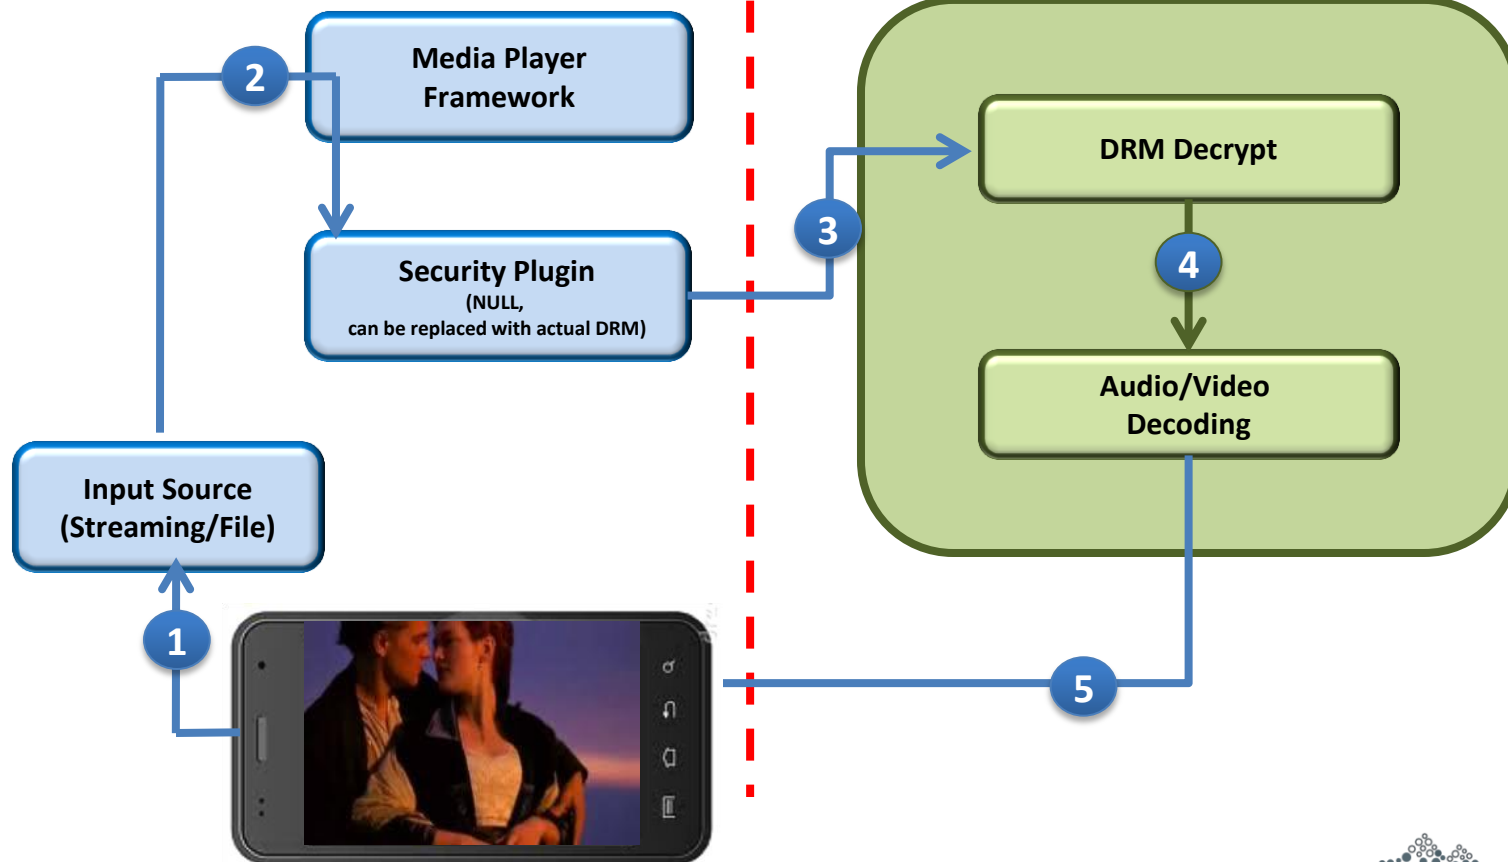 Media Player
Framework
2
Security Plugin
(NULL,
can be replaced with actual DRM)
3
DRM Decrypt
4
Audio/Video
Decoding
Input Source
(Streaming/File)
1
5